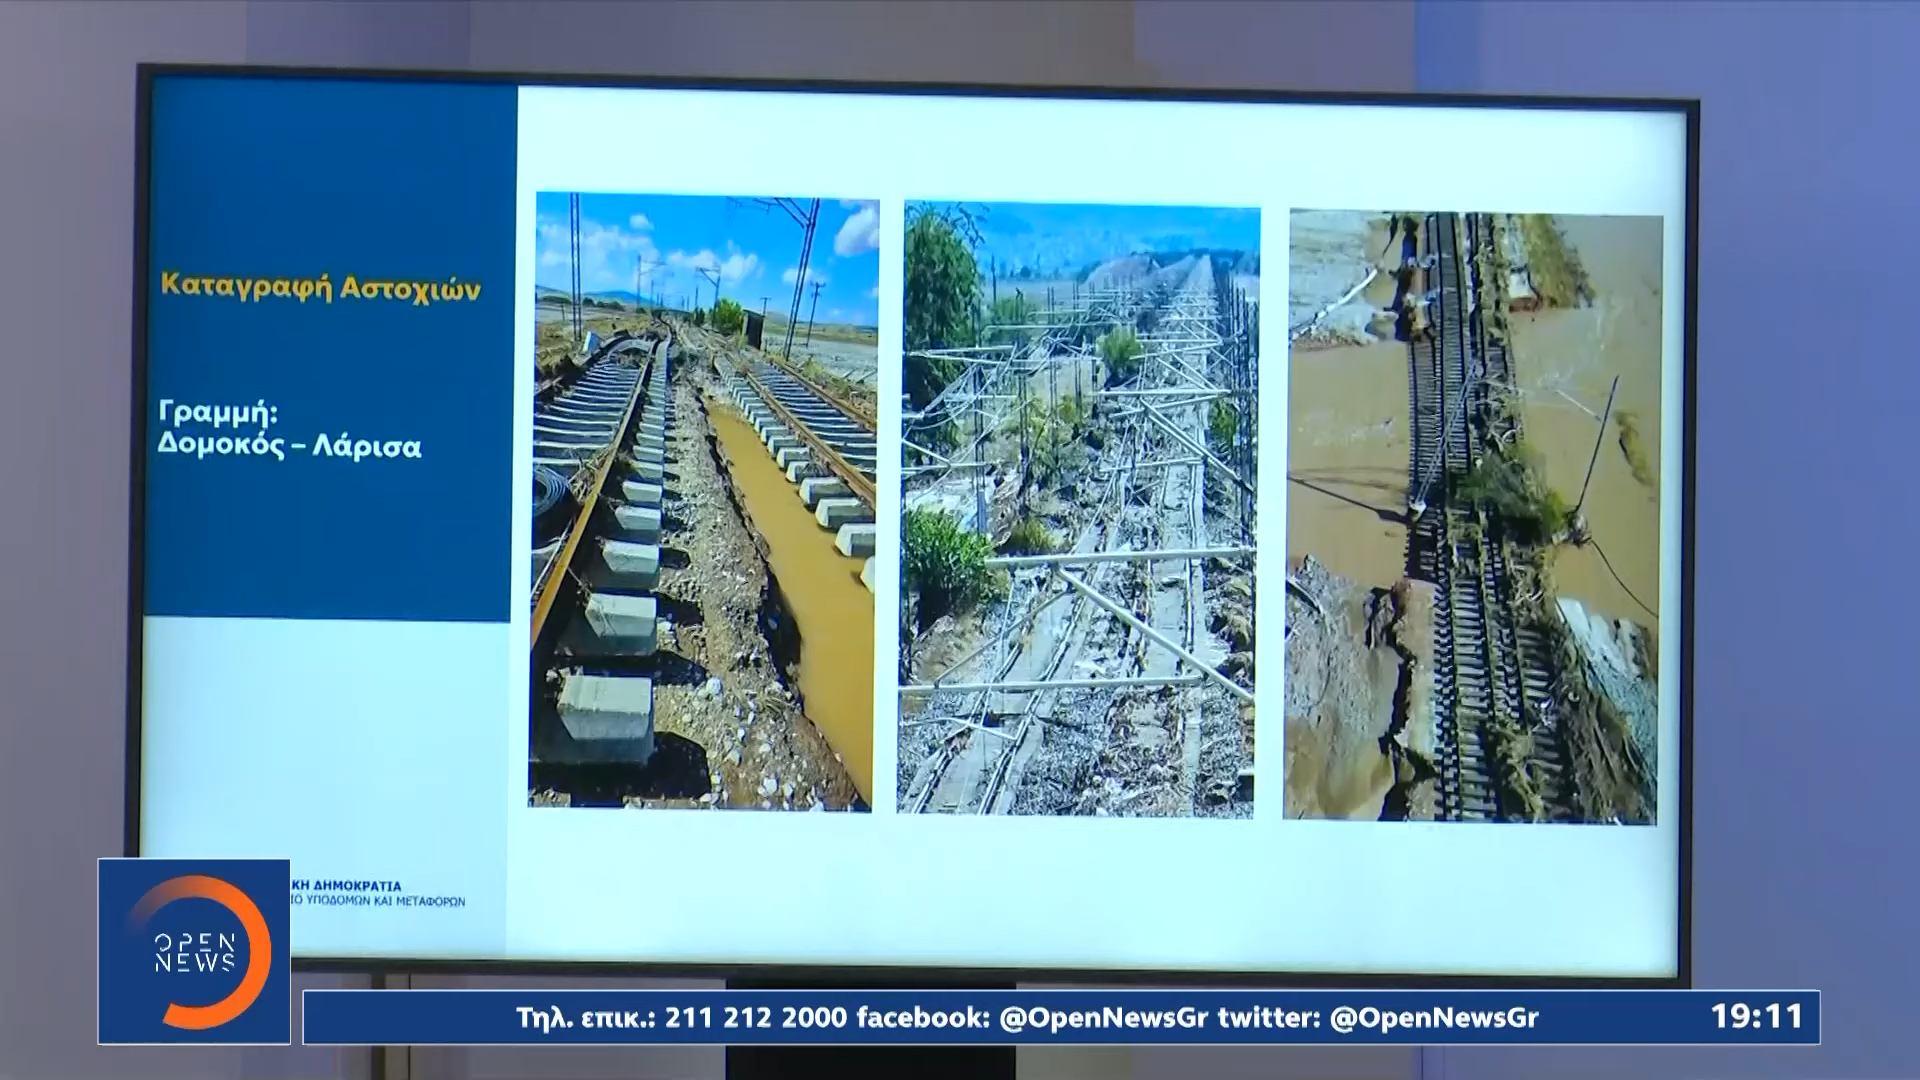 Καταγραφή Αστοχιών
Γραμμή:
Δομοκός – Λάρισα
ΚΗ ΔΗΜΟΚΡΑΤΙΑ
ΙΟ ΥΠΟΔΟΜΩΝ ΚΑΙ ΜΕΤΑΦΟΡΩΝ
OPEN
NEWS
Τηλ. επικ.: 211 212 2000 facebook: @OpenNewsGr twitter: @OpenNewsGr
19:11